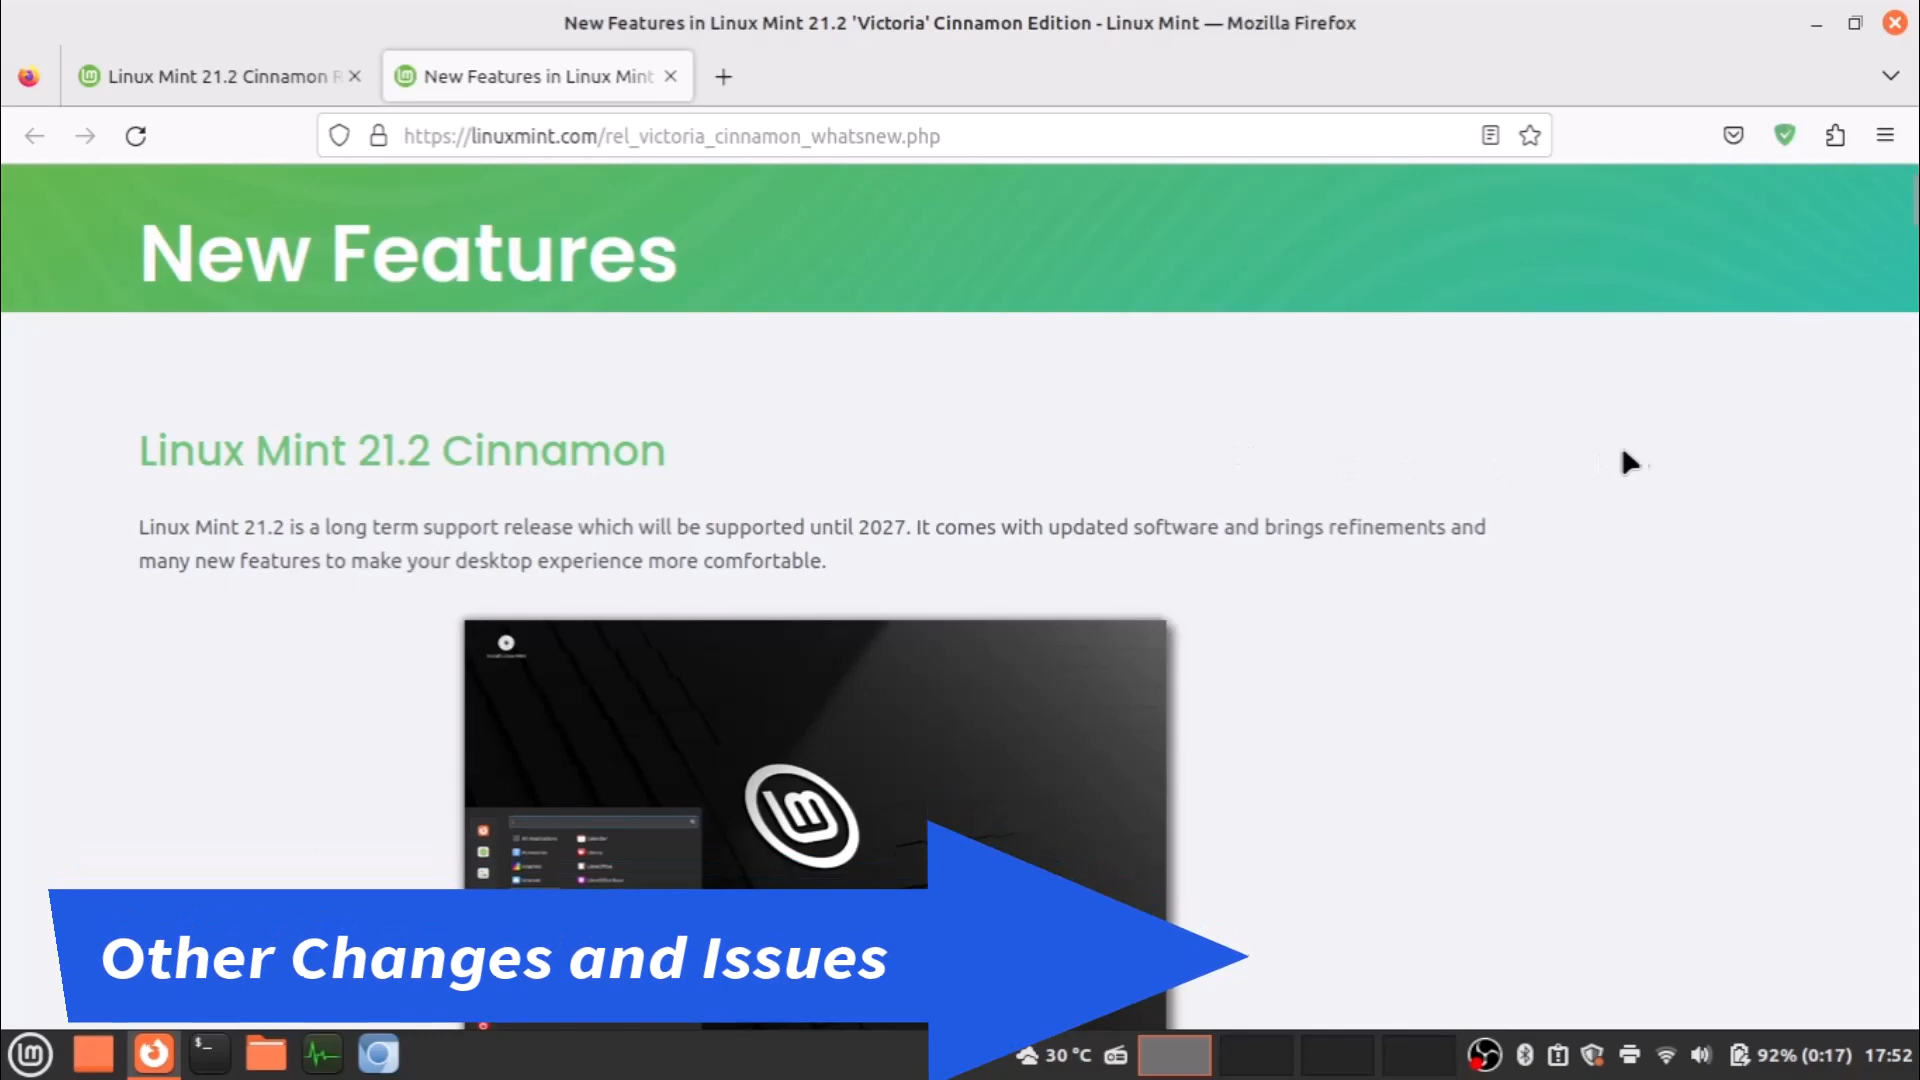 New Features in Linux Mint 21.2 'Victoria' Cinnamon Edition - Linux Mint — Mozilla Firefox
Linux Mint 21.2 Cinnamon
New Features in Linux Mint
https://linuxmint.com/rel_victoria_cinnamon_whatsnew.php
New Features
Linux Mint 21.2 Cinnamon
Linux Mint 21.2 is a long term support release which will be supported until 2027. It comes with updated software and brings refinements and
many new features to make your desktop experience more comfortable.
Other Changes and Issues
30 °C
92% (0:17)
17:52